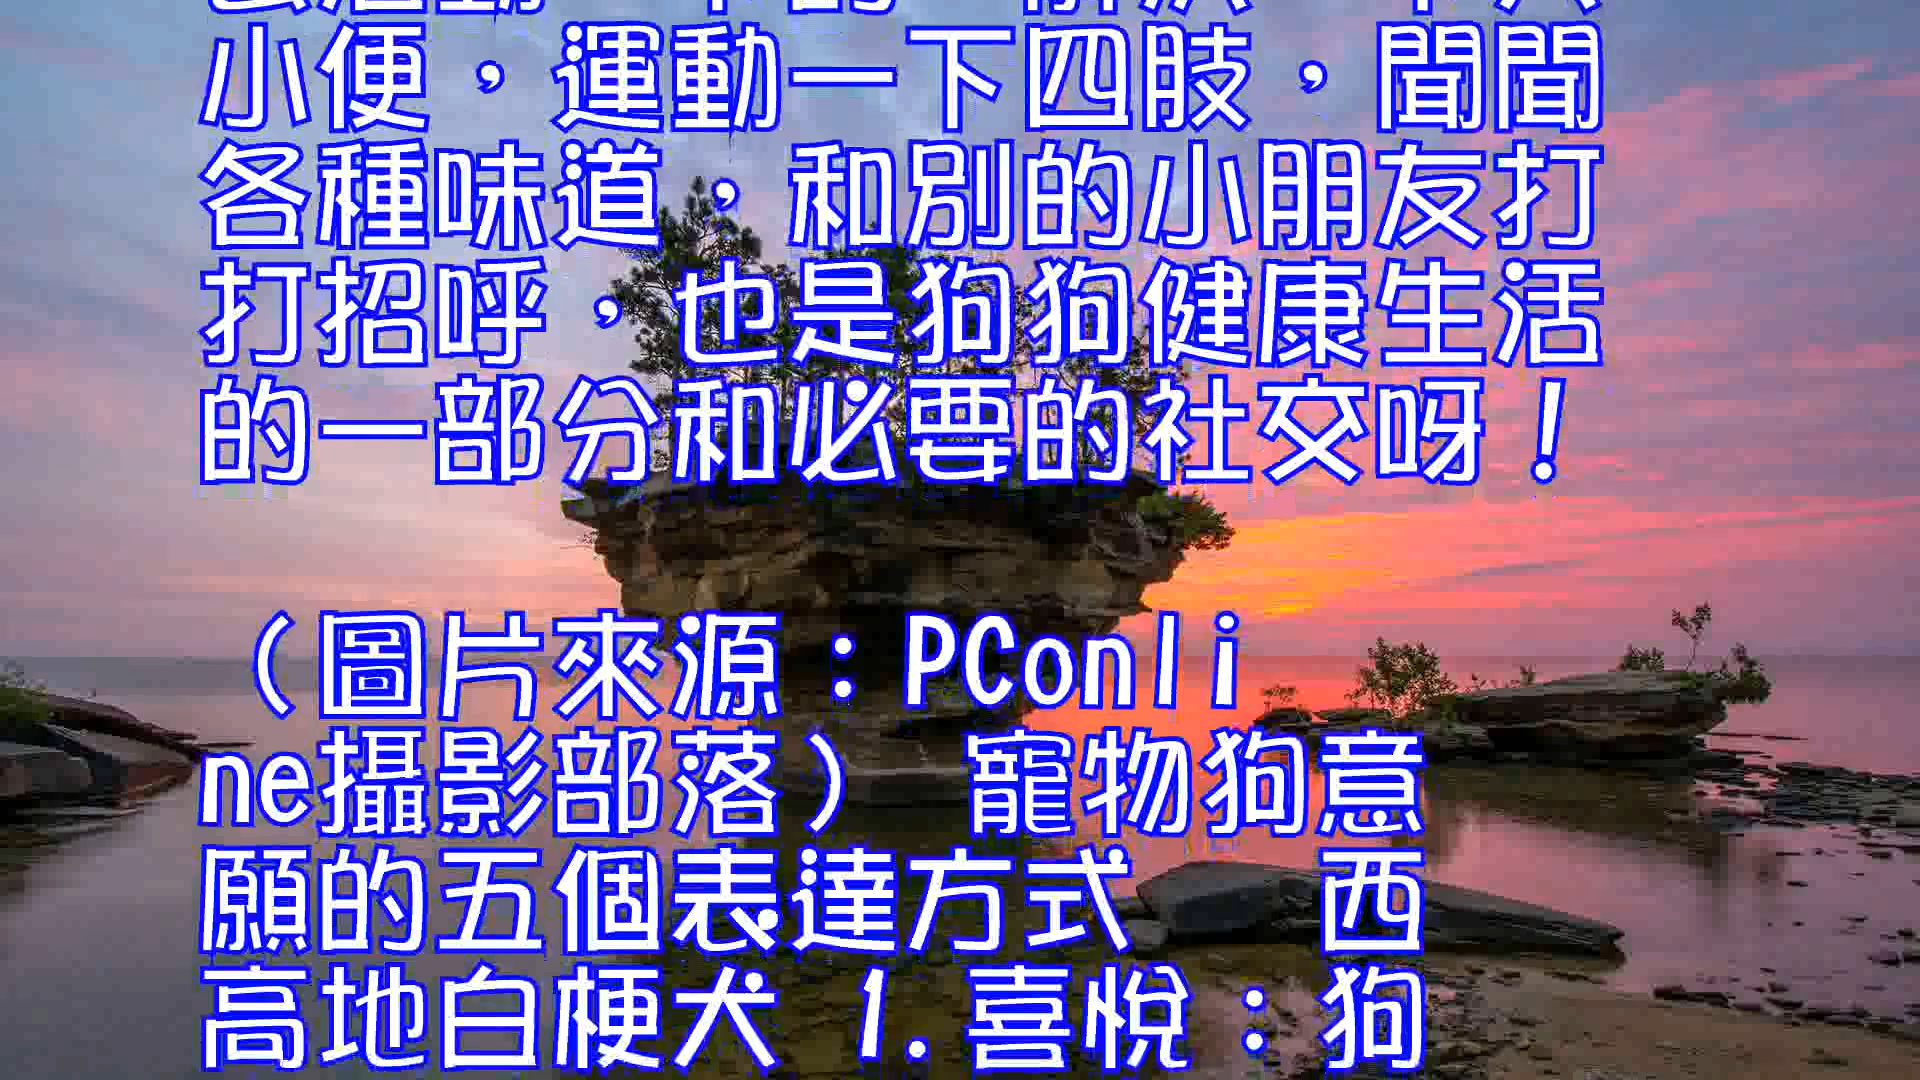 小便，運動一下四肢，聞聞
各種味道，和別的小朋友打
打招呼，也是狗狗健康生活
的一部分和必要的社交呀！
（圖片來源：PConli
ne攝影部落） 寵物狗意
願的五個表達方式 西
高地白梗犬 1.喜悅：狗